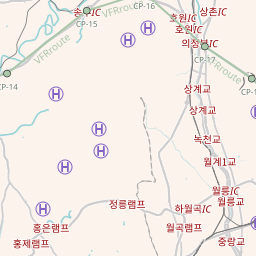 송추IC
CP-15
CP-16
상촌IC
호원IC
호원IC
의정부IC
VFRroute
CP-17
VFRroute
CP-14
상계교
상계교
녹천교
월계1교
월릉IC
월릉교
정릉램프
하월곡IC
홍은램프
월곡램프
홍제램프
중랑교
H
H
H
H
H
H
H